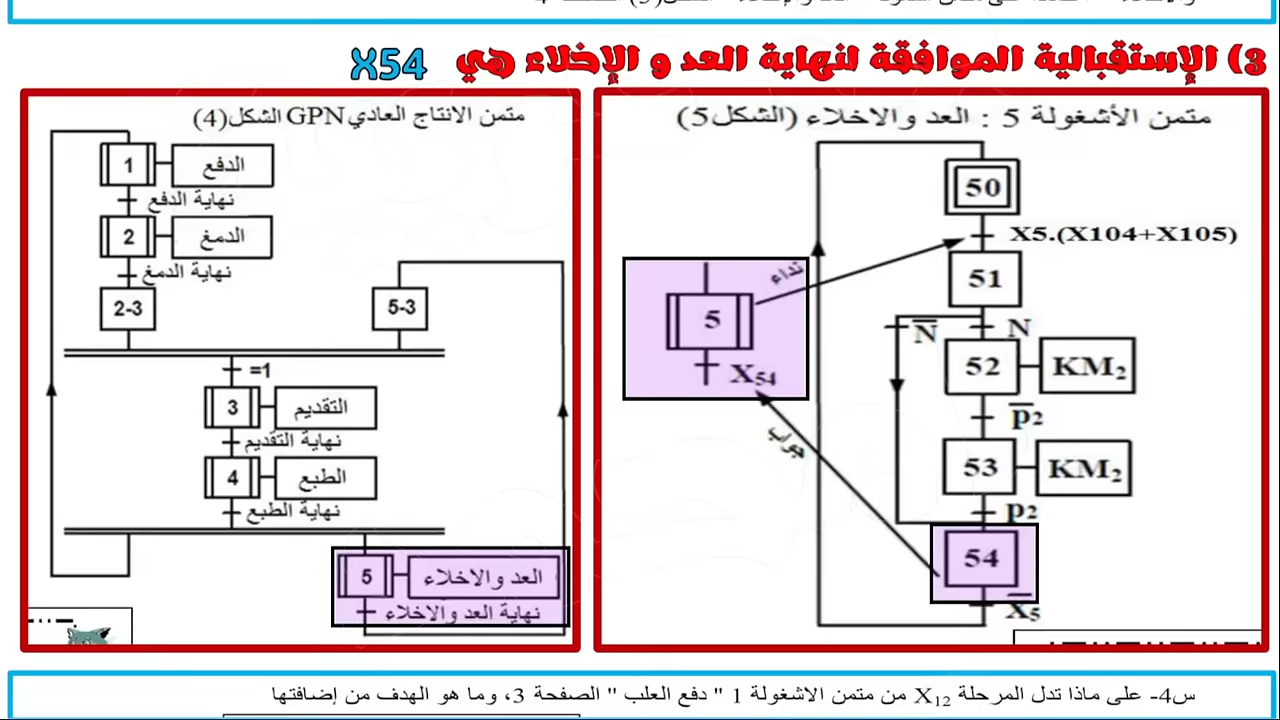 3) الإستقبالية الموافقة لنهاية العد و الإخلاء هي X54
متمن الأشغولة 5 : العد والاخلاء (الشكل5)
50
X5.(X104+X105)
نداء
51
5
N̅ N
X54
52 KM2
p̅2
جواب
53 KM2
p2
54
X̅5
متمن الانتاج العادي GPN الشكل(4)
1 الدفع
نهاية الدفع
2 الدمغ
نهاية الدمغ
2-3 5-3
=1
3 التقديم
نهاية التقديم
4 الطبع
نهاية الطبع
5 العد والاخلاء
نهاية العد والاخلاء
س4- على ماذا تدل المرحلة X12 من متمن الاشغولة 1 " دفع العلب " الصفحة 3، وما هو الهدف من إضافتها